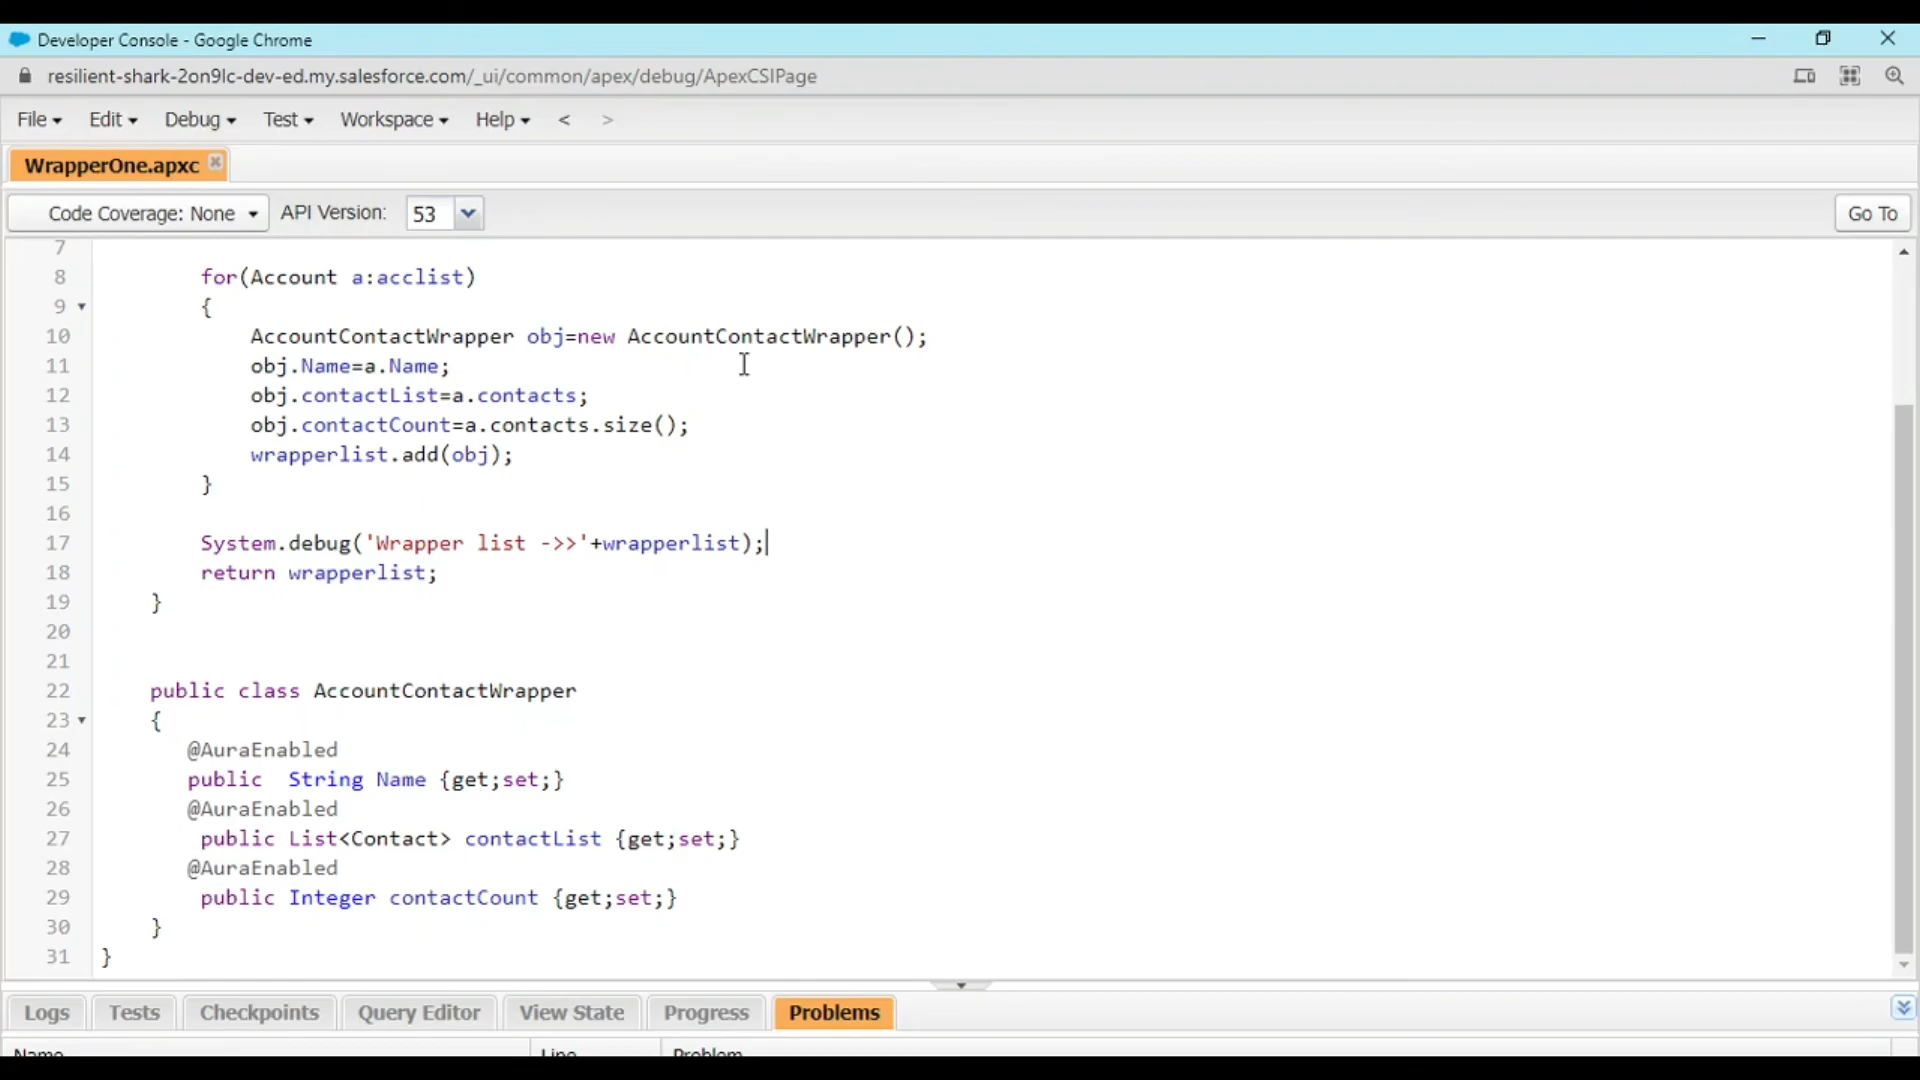 Developer Console - Google Chrome
resilient-shark-2on9lc-dev-ed.my.salesforce.com/_ui/common/apex/debug/ApexCSIPage
File Edit Debug Test Workspace Help < >
WrapperOne.apxc
Code Coverage: None API Version: 53 Go To
7
8 for(Account a:acclist)
9 {
10 AccountContactWrapper obj=new AccountContactWrapper();
11 obj.Name=a.Name;
12 obj.contactList=a.contacts;
13 obj.contactCount=a.contacts.size();
14 wrapperlist.add(obj);
15 }
16
17 System.debug('Wrapper list ->>'+wrapperlist);
18 return wrapperlist;
19 }
20
21
22 public class AccountContactWrapper
23 {
24 @AuraEnabled
25 public  String Name {get;set;}
26 @AuraEnabled
27 public List<Contact> contactList {get;set;}
28 @AuraEnabled
29 public Integer contactCount {get;set;}
30 }
31 }
Logs Tests Checkpoints Query Editor View State Progress Problems
Name Line Problem